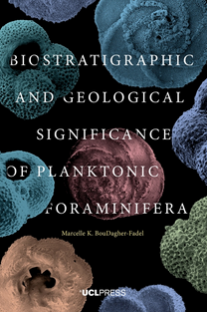 BIOSTRATIGRAPHIC
AND GEOLOGICAL
SIGNIFICANCE
OF PLANKTONIC
FORAMINIFERA
Marcelle K. BouDagher-Fadel
UCLPRESS